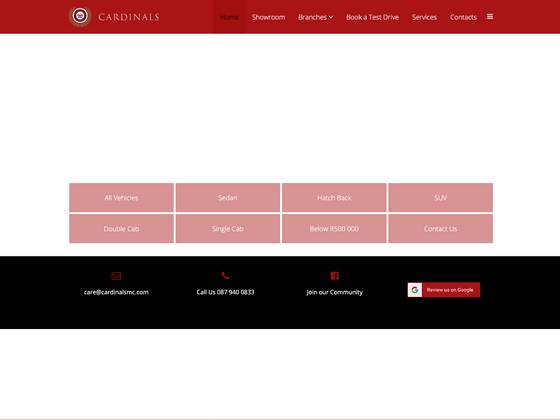 CARDINALS
Home Showroom Branches Book a Test Drive Services Contacts
All Vehicles Sedan Hatch Back SUV
Double Cab Single Cab Below R500 000 Contact Us
care@cardinalsmc.com Call Us 087 940 0833 Join our Community Review us on Google